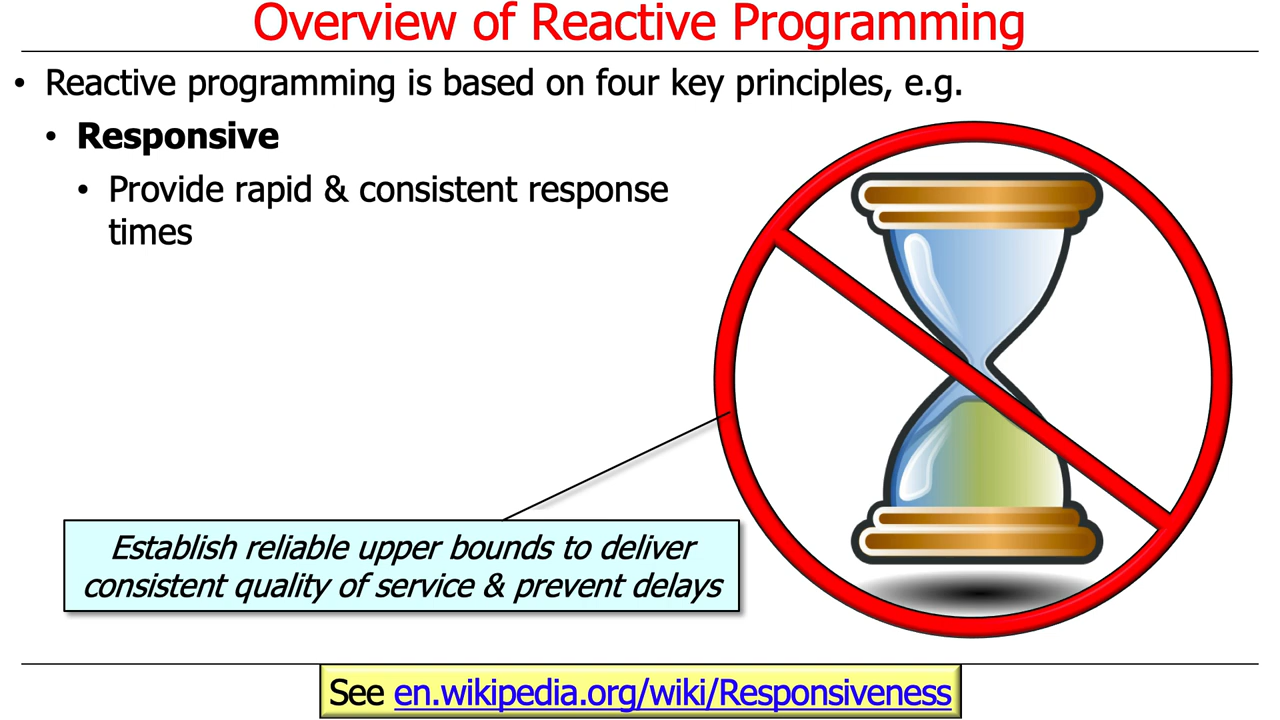 Overview of Reactive Programming
• Reactive programming is based on four key principles, e.g.
• Responsive
• Provide rapid & consistent response
times
Establish reliable upper bounds to deliver
consistent quality of service & prevent delays
See en.wikipedia.org/wiki/Responsiveness